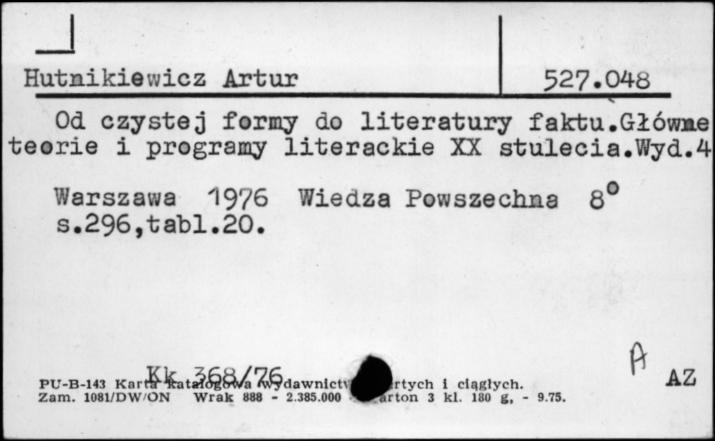 Hutnikiewicz Artur 527.048
Od czystej formy do literatury faktu.Główne
teorie i programy literackie XX stulecia.Wyd.4
Warszawa 1976 Wiedza Powszechna 8°
s.296,tabl.20.
A
Kk 368/76
AZ
PU-B-143 Karta katalogowa wydawnictw ertych i ciągłych.
Zam. 1081/DW/ON Wrak 888 - 2.385.000 - arton 3 kl. 180 g, - 9.75.